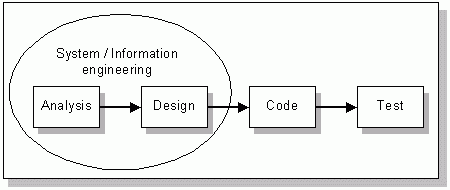 System / Information
engineering
Analysis
Design
Code
Test